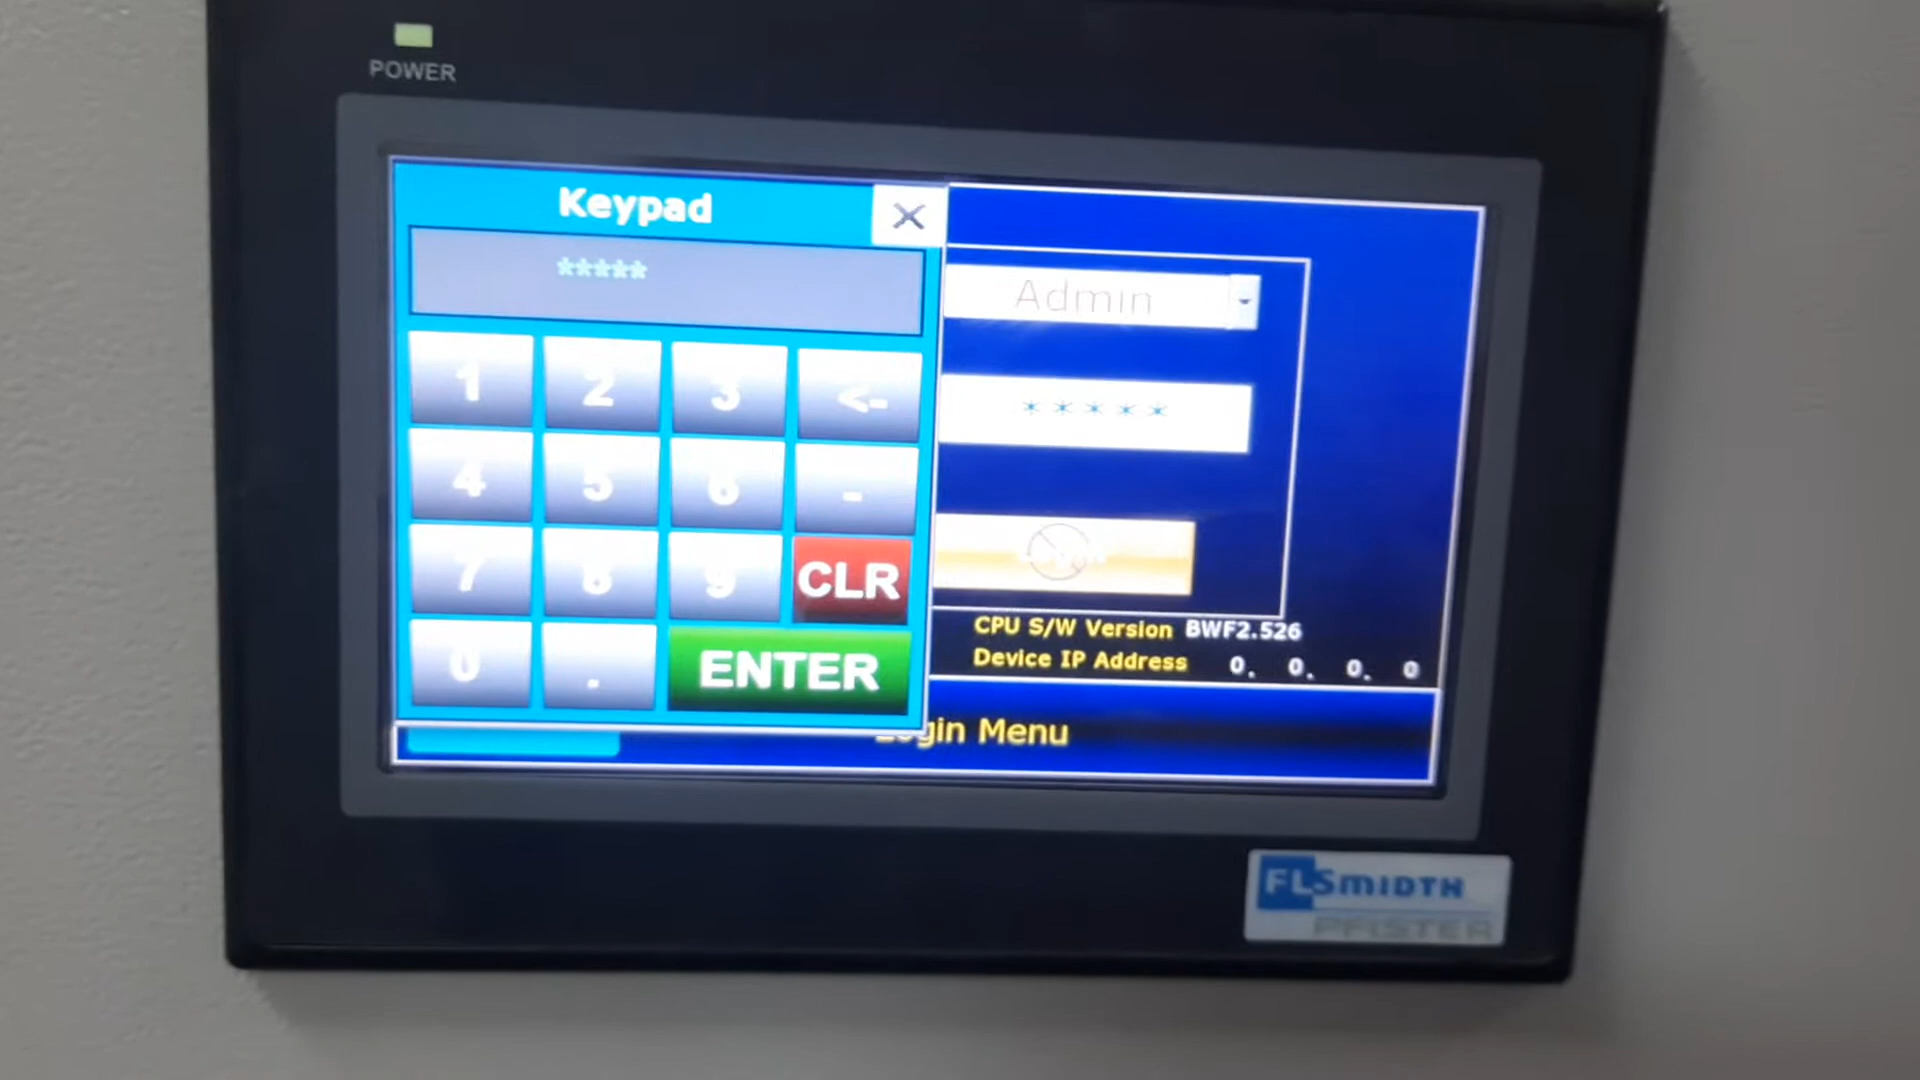 POWER
Keypad
*****
Admin
1 2 3 <-
*****
4 5 6 -
7 8 9 CLR
0 . ENTER
CPU S/W Version BWF2.526
Device IP Address 0. 0. 0. 0
Menu
FLSMIDTH
PFISTER